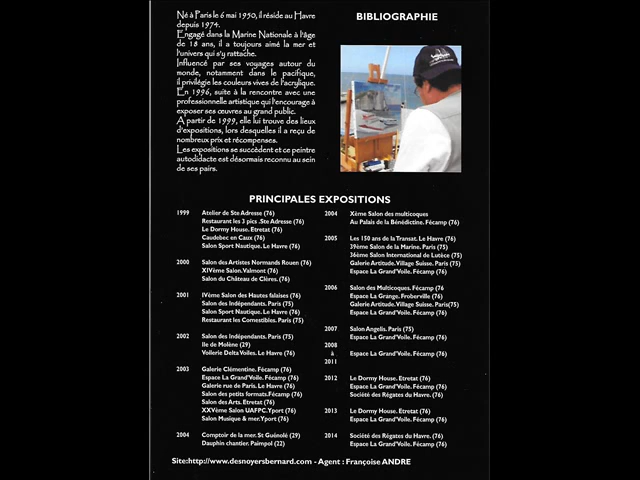 Né à Paris le 6 mai 1950, il réside au Havre
depuis 1974.
Engagé dans la Marine Nationale à l'âge
de 18 ans, il a toujours aimé la mer et
l'univers qui s'y rattache.
Influencé par ses voyages autour du
monde, notamment dans le pacifique,
il privilégie les couleurs vives de l'acrylique.
En 1996, suite à la rencontre avec une
professionnelle artistique qui l'encourage à
exposer ses œuvres au grand public.
A partir de 1999, elle lui trouve des lieux
d'expositions, lors desquelles il a reçu de
nombreux prix et récompenses.
Les expositions se succèdent et ce peintre
autodidacte est désormais reconnu au sein
de ses pairs.
BIBLIOGRAPHIE
PRINCIPALES EXPOSITIONS
1999 Atelier de Ste Adresse (76)
Restaurant les 3 pics .Ste Adresse (76)
Le Dormy House. Etretat (76)
Caudebec en Caux (76)
Salon Sport Nautique. Le Havre (76)
2000 Salon des Artistes Normands Rouen (76)
XIVème Salon.Valmont (76)
Salon du Château de Clères. (76)
2001 IVème Salon des Hautes falaises (76)
Salon des Indépendants. Paris (75)
Salon Sport Nautique. Le Havre (76)
Restaurant les Comestibles. Paris (75)
2002 Salon des Indépendants. Paris (75)
Ile de Molène (29)
Voilerie Delta Voiles. Le Havre (76)
2003 Galerie Clémentine. Fécamp (76)
Espace La Grand'Voile. Fécamp (76)
Galerie rue de Paris. Le Havre (76)
Salon des petits formats.Fécamp (76)
Salon des Arts. Etretat (76)
XXVème Salon UAFPC.Yport (76)
Salon Musique & mer.Yport (76)
2004 Comptoir de la mer. St Guénolé (29)
Dauphin chantier. Paimpol (22)
2004 Xème Salon des multicoques
Au Palais de la Bénédictine. Fécamp (76)
2005 Les 150 ans de la Transat. Le Havre (76)
39ème Salon de la Marine. Paris (75)
36ème Salon International de Lutèce (75)
Galerie Artitude.Village Suisse. Paris (75)
Espace La Grand'Voile. Fécamp (76)
2006 Salon des Multicoques. Fécamp (76
Espace La Grange. Froberville (76)
Galerie Artitude.Village Suisse. Paris(75)
Espace La Grand'Voile. Fécamp (76)
2007 Salon Angelis. Paris (75)
Espace La Grand'Voile. Fécamp (76)
2008
à Espace La Grand'Voile. Fécamp (76)
2011
2012 Le Dormy House. Etretat (76)
Espace La Grand'Voile. Fécamp (76)
Société des Régates du Havre. (76)
2013 Le Dormy House. Etretat (76)
Espace La Grand'Voile. Fécamp (76)
2014 Société des Régates du Havre. (76)
Espace La Grand'Voile. Fécamp (76)
Site:http://www.desnoyersbernard.com - Agent : Françoise ANDRE